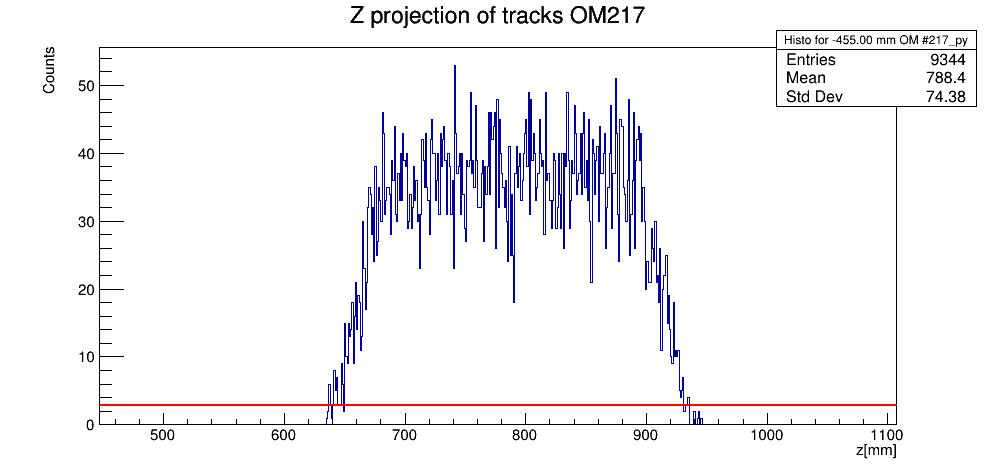 Z projection of tracks OM217
Histo for -455.00 mm OM #217_py
Entries 9344
Mean 788.4
Std Dev 74.38
Counts
50
40
30
20
10
0
500 600 700 800 900 1000 1100
z[mm]